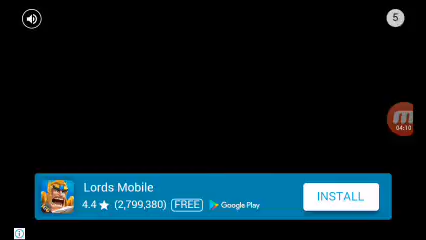 5
04:10
Lords Mobile
4.4 ★ (2,799,380) FREE Google Play
INSTALL